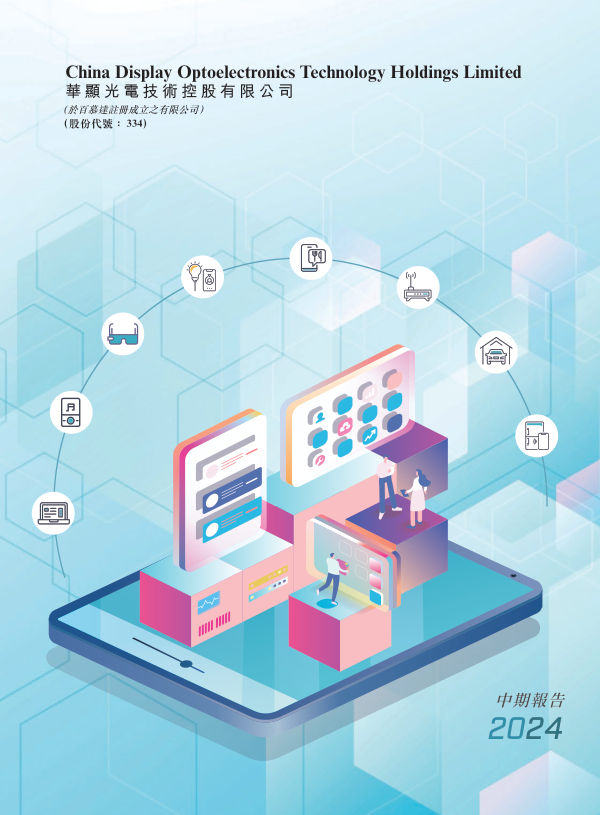 China Display Optoelectronics Technology Holdings Limited
華顯光電技術控股有限公司
(於百慕達註冊成立之有限公司)
(股份代號：334)
中期報告
2024